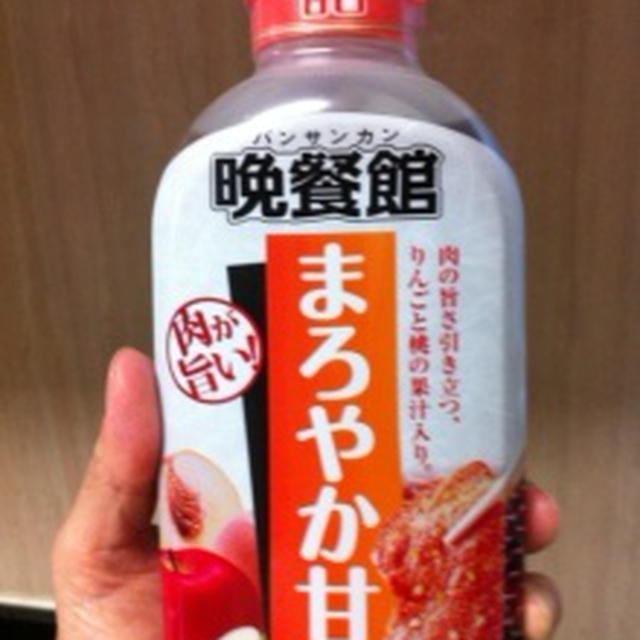 バンサンカン
晩餐館
肉の旨さ引き立つ、
りんごと桃の果汁入り。
まろやか甘
肉が
旨い!